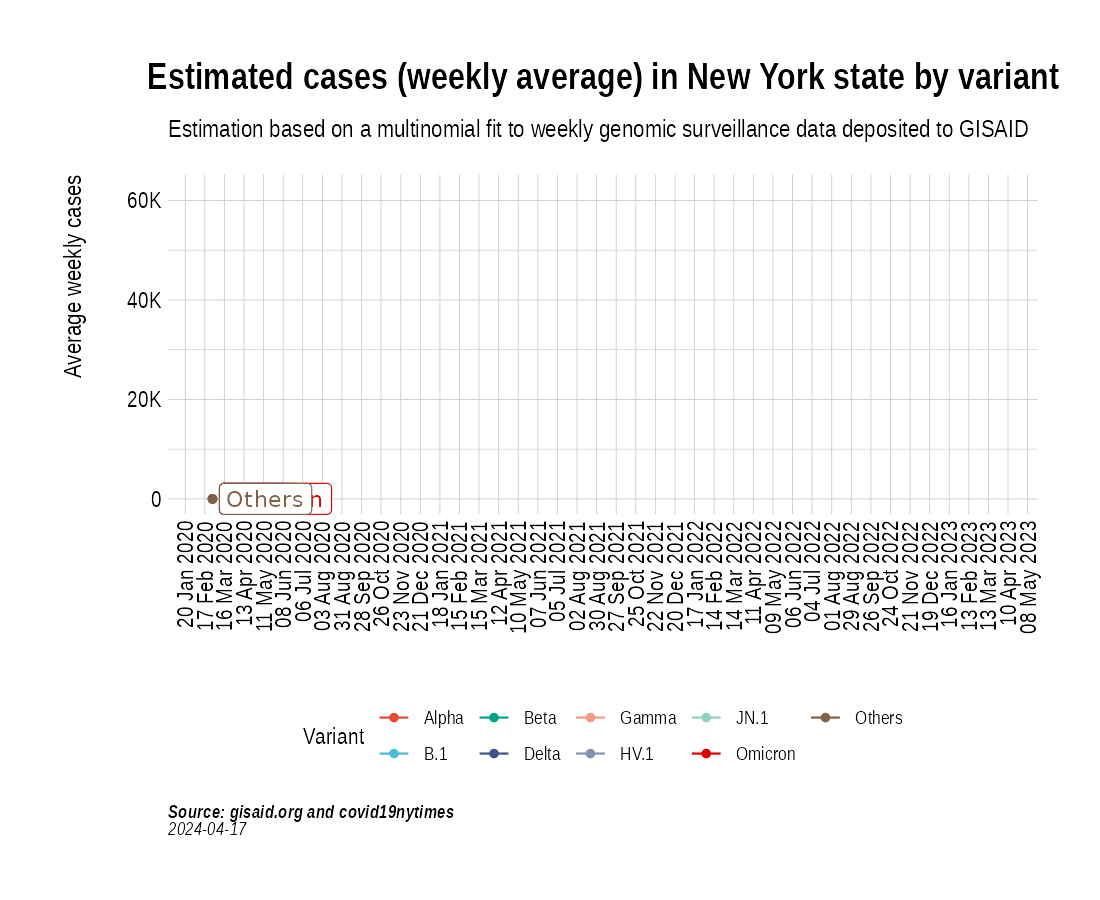 Estimated cases (weekly average) in New York state by variant
Estimation based on a multinomial fit to weekly genomic surveillance data deposited to GISAID
Average weekly cases
60K
40K
20K
0
Others
n
20 Jan 2020
17 Feb 2020
16 Mar 2020
13 Apr 2020
11 May 2020
08 Jun 2020
06 Jul 2020
03 Aug 2020
31 Aug 2020
28 Sep 2020
26 Oct 2020
23 Nov 2020
21 Dec 2020
18 Jan 2021
15 Feb 2021
15 Mar 2021
12 Apr 2021
10 May 2021
07 Jun 2021
05 Jul 2021
02 Aug 2021
30 Aug 2021
27 Sep 2021
25 Oct 2021
22 Nov 2021
20 Dec 2021
17 Jan 2022
14 Feb 2022
14 Mar 2022
11 Apr 2022
09 May 2022
06 Jun 2022
04 Jul 2022
01 Aug 2022
29 Aug 2022
26 Sep 2022
24 Oct 2022
21 Nov 2022
19 Dec 2022
16 Jan 2023
13 Feb 2023
13 Mar 2023
10 Apr 2023
08 May 2023
Variant
Alpha
Beta
Gamma
JN.1
Others
B.1
Delta
HV.1
Omicron
Source: gisaid.org and covid19nytimes
2024-04-17